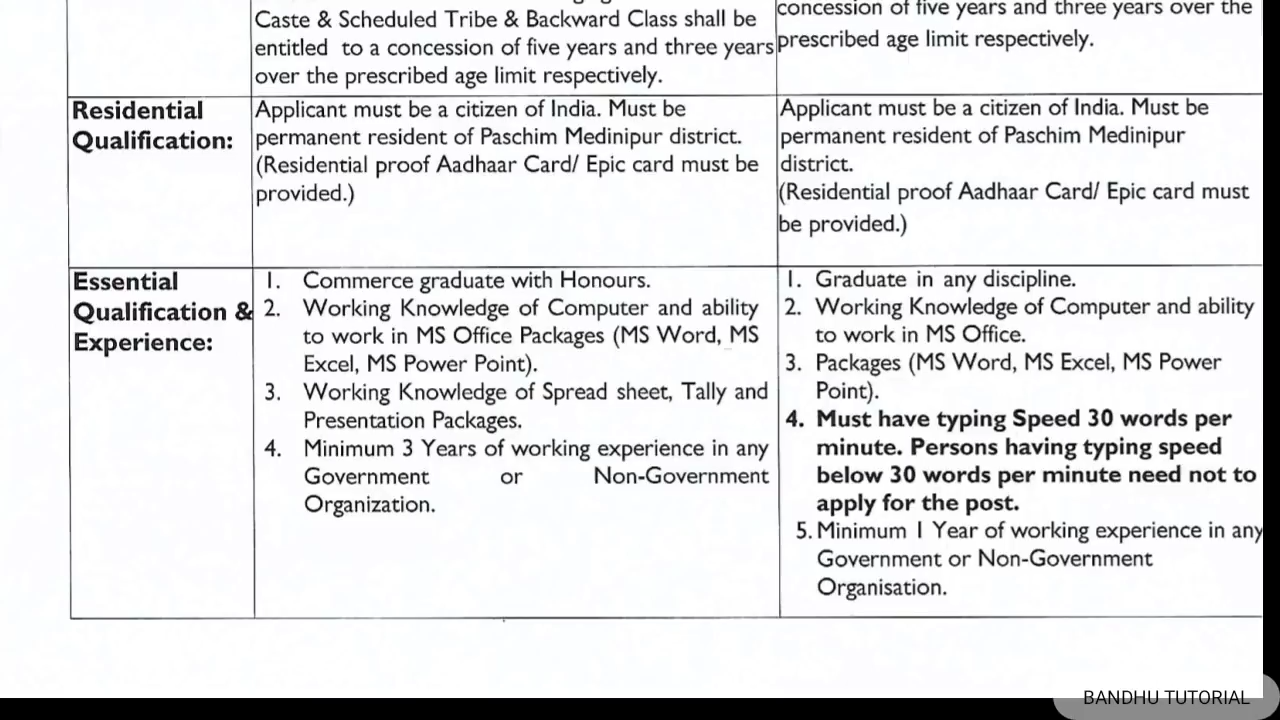 Caste & Scheduled Tribe & Backward Class shall be
entitled to a concession of five years and three years
over the prescribed age limit respectively.
concession of five years and three years over the
prescribed age limit respectively.
Residential
Qualification:
Applicant must be a citizen of India. Must be
permanent resident of Paschim Medinipur district.
(Residential proof Aadhaar Card/ Epic card must be
provided.)
Applicant must be a citizen of India. Must be
permanent resident of Paschim Medinipur
district.
(Residential proof Aadhaar Card/ Epic card must
be provided.)
Essential
Qualification &
Experience:
1. Commerce graduate with Honours.
2. Working Knowledge of Computer and ability
to work in MS Office Packages (MS Word, MS
Excel, MS Power Point).
3. Working Knowledge of Spread sheet, Tally and
Presentation Packages.
4. Minimum 3 Years of working experience in any
Government or Non-Government
Organization.
1. Graduate in any discipline.
2. Working Knowledge of Computer and ability
to work in MS Office.
3. Packages (MS Word, MS Excel, MS Power
Point).
4. Must have typing Speed 30 words per
minute. Persons having typing speed
below 30 words per minute need not to
apply for the post.
5. Minimum 1 Year of working experience in any
Government or Non-Government
Organisation.
BANDHU TUTORIAL